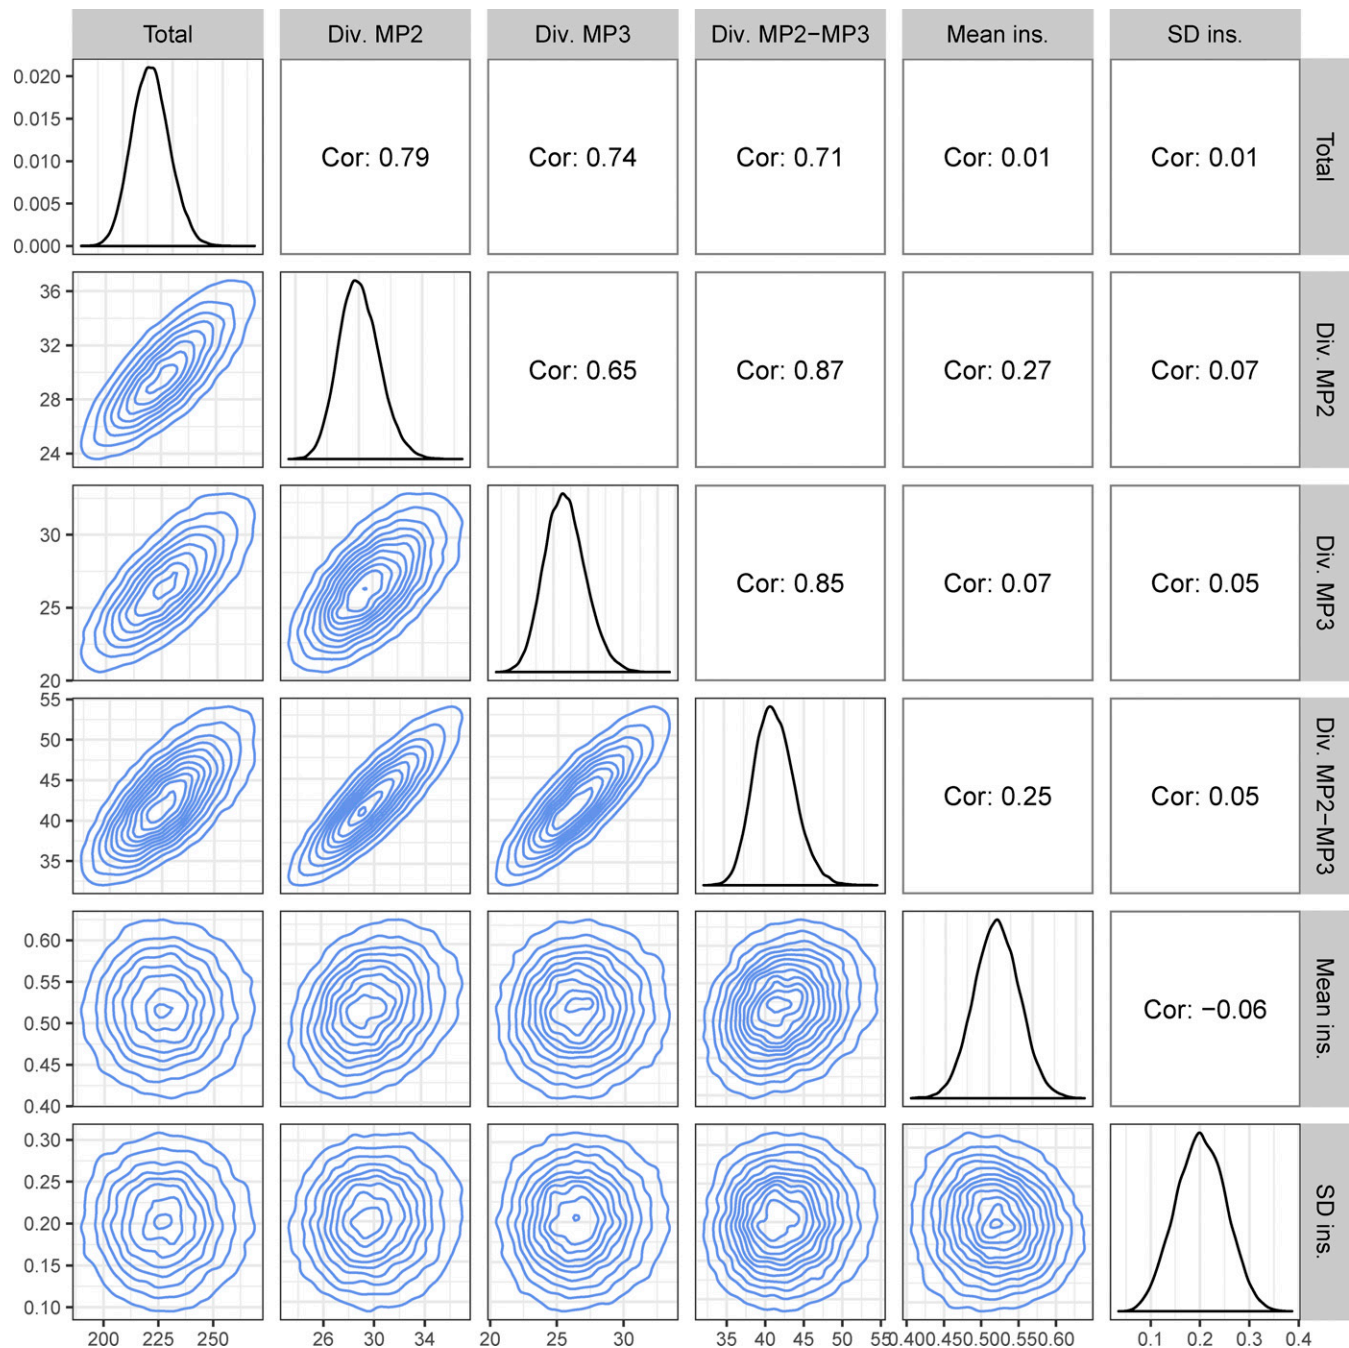 Total Div. MP2 Div. MP3 Div. MP2−MP3 Mean ins. SD ins.
0.020
0.015
0.010
0.005
0.000
Cor: 0.79 Cor: 0.74 Cor: 0.71 Cor: 0.01 Cor: 0.01
Total
36
32
28
24
Cor: 0.65 Cor: 0.87 Cor: 0.27 Cor: 0.07
Div. MP2
30
25
20
Cor: 0.85 Cor: 0.07 Cor: 0.05
Div. MP3
55
50
45
40
35
Cor: 0.25 Cor: 0.05
Div. MP2−MP3
0.60
0.55
0.50
0.45
0.40
Cor: −0.06
Mean ins.
0.30
0.25
0.20
0.15
0.10
SD ins.
200 225 250 26 30 34 20 25 30 35 40 45 50 55 0.40 0.45 0.50 0.55 0.60 0.1 0.2 0.3 0.4